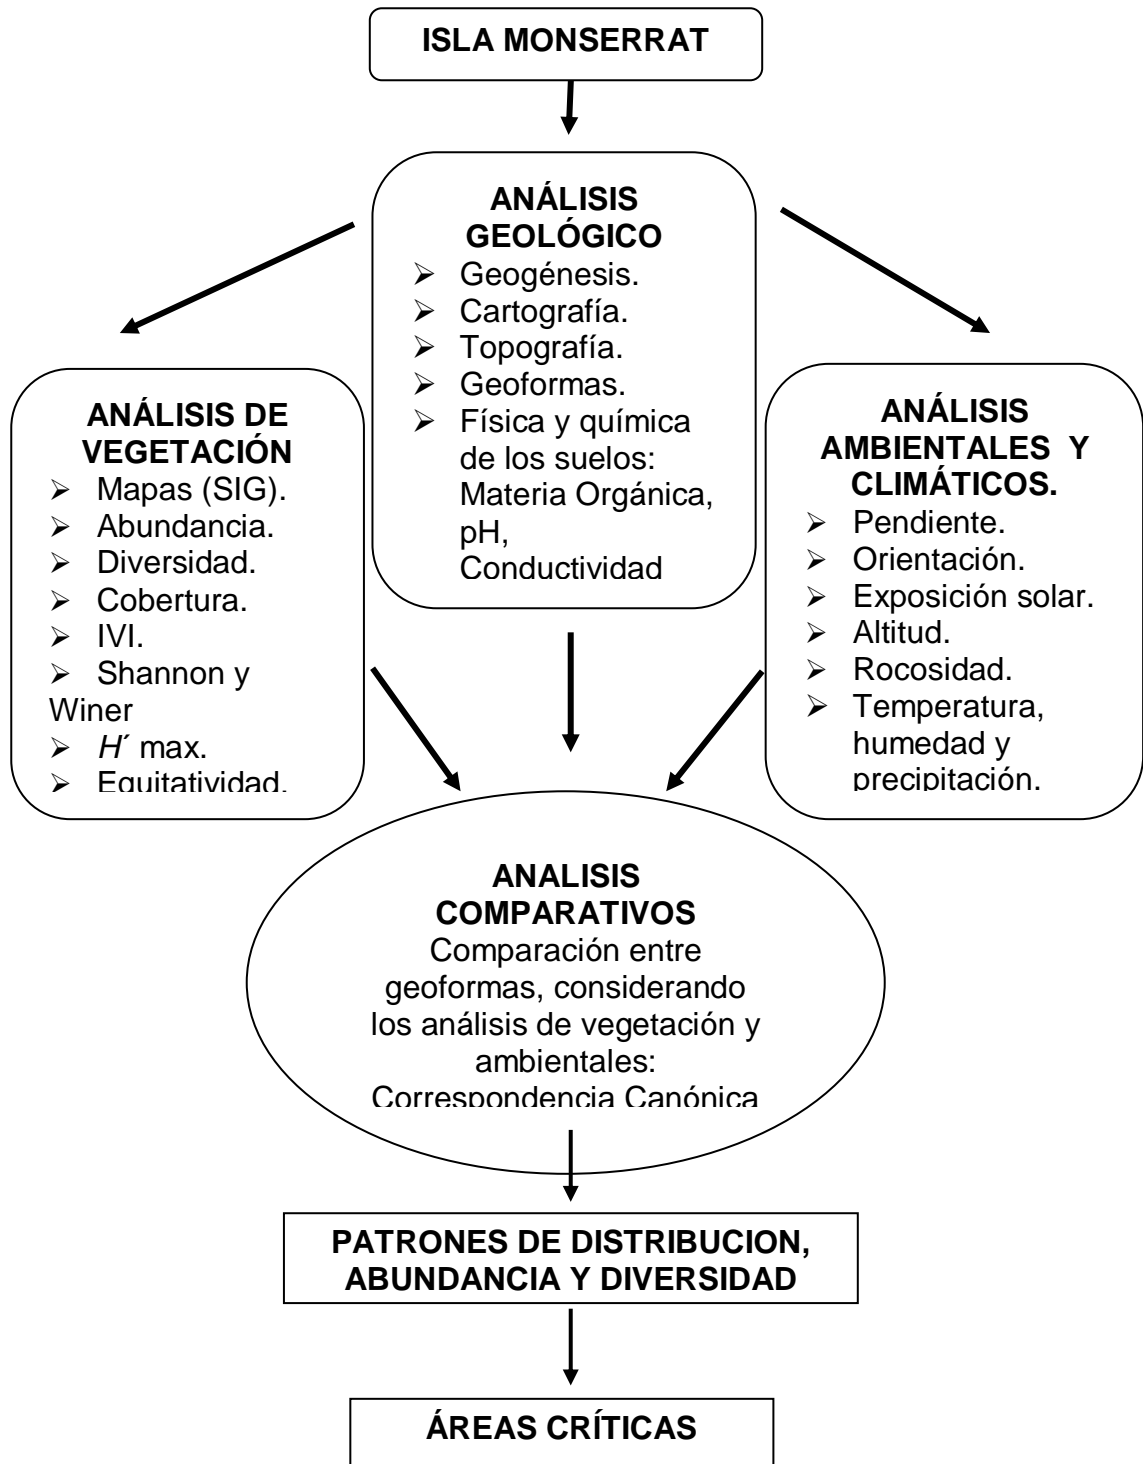 ISLA MONSERRAT
ANÁLISIS
GEOLÓGICO
➢ Geogénesis.
➢ Cartografía.
➢ Topografía.
➢ Geoformas.
➢ Física y química
de los suelos:
Materia Orgánica,
pH,
Conductividad
ANÁLISIS DE
VEGETACIÓN
➢ Mapas (SIG).
➢ Abundancia.
➢ Diversidad.
➢ Cobertura.
➢ IVI.
➢ Shannon y
Winer
➢ H´ max.
➢ Equitatividad.
ANÁLISIS
AMBIENTALES Y
CLIMÁTICOS.
➢ Pendiente.
➢ Orientación.
➢ Exposición solar.
➢ Altitud.
➢ Rocosidad.
➢ Temperatura,
humedad y
precipitación.
ANALISIS
COMPARATIVOS
Comparación entre
geoformas, considerando
los análisis de vegetación y
ambientales:
Correspondencia Canónica
PATRONES DE DISTRIBUCION,
ABUNDANCIA Y DIVERSIDAD
ÁREAS CRÍTICAS